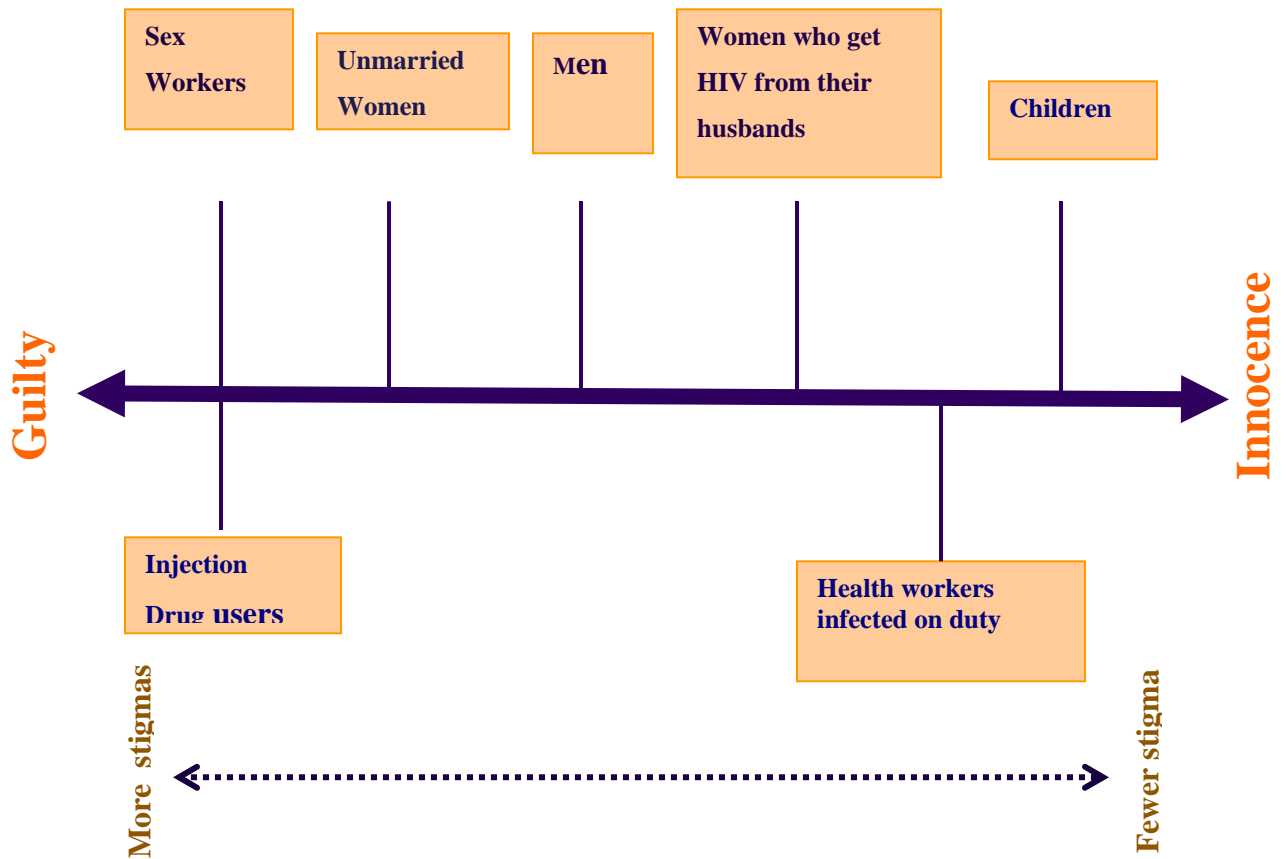 Sex
Workers
Unmarried
Women
Men
Women who get
HIV from their
husbands
Children
Guilty
Innocence
Injection
Drug users
Health workers
infected on duty
More stigmas
Fewer stigma